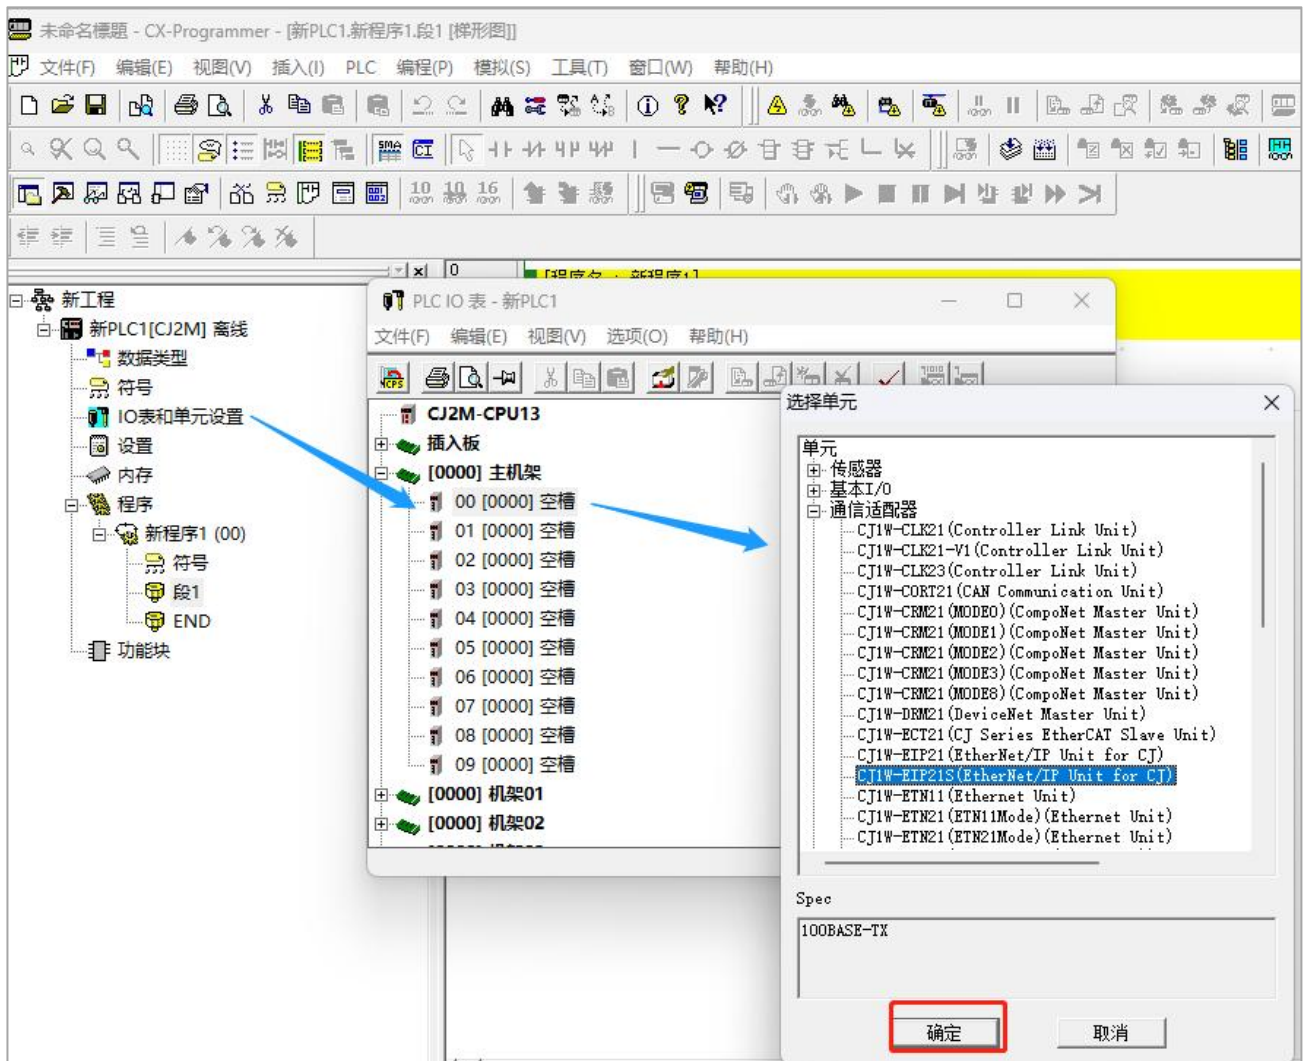 未命名標題 - CX-Programmer - [新PLC1.新程序1.段1 [梯形图]]
文件(F) 编辑(E) 视图(V) 插入(I) PLC 编程(P) 模拟(S) 工具(T) 窗口(W) 帮助(H)
SMA
CI
10 10 16
0
[程序名 : 新程序1]
新工程
新PLC1[CJ2M] 离线
数据类型
符号
IO表和单元设置
设置
内存
程序
新程序1 (00)
符号
段1
END
功能块
PLC IO 表 - 新PLC1
文件(F) 编辑(E) 视图(V) 选项(O) 帮助(H)
NCPS
CJ2M-CPU13
插入板
[0000] 主机架
00 [0000] 空槽
01 [0000] 空槽
02 [0000] 空槽
03 [0000] 空槽
04 [0000] 空槽
05 [0000] 空槽
06 [0000] 空槽
07 [0000] 空槽
08 [0000] 空槽
09 [0000] 空槽
[0000] 机架01
[0000] 机架02
选择单元
单元
传感器
基本I/O
通信适配器
CJ1W-CLK21(Controller Link Unit)
CJ1W-CLK21-V1(Controller Link Unit)
CJ1W-CLK23(Controller Link Unit)
CJ1W-CORT21(CAN Communication Unit)
CJ1W-CRM21(MODE0)(CompoNet Master Unit)
CJ1W-CRM21(MODE1)(CompoNet Master Unit)
CJ1W-CRM21(MODE2)(CompoNet Master Unit)
CJ1W-CRM21(MODE3)(CompoNet Master Unit)
CJ1W-CRM21(MODE8)(CompoNet Master Unit)
CJ1W-DRM21(DeviceNet Master Unit)
CJ1W-ECT21(CJ Series EtherCAT Slave Unit)
CJ1W-EIP21(EtherNet/IP Unit for CJ)
CJ1W-EIP21S(EtherNet/IP Unit for CJ)
CJ1W-ETN11(Ethernet Unit)
CJ1W-ETN21(ETN11Mode)(Ethernet Unit)
CJ1W-ETN21(ETN21Mode)(Ethernet Unit)
Spec
100BASE-TX
确定
取消